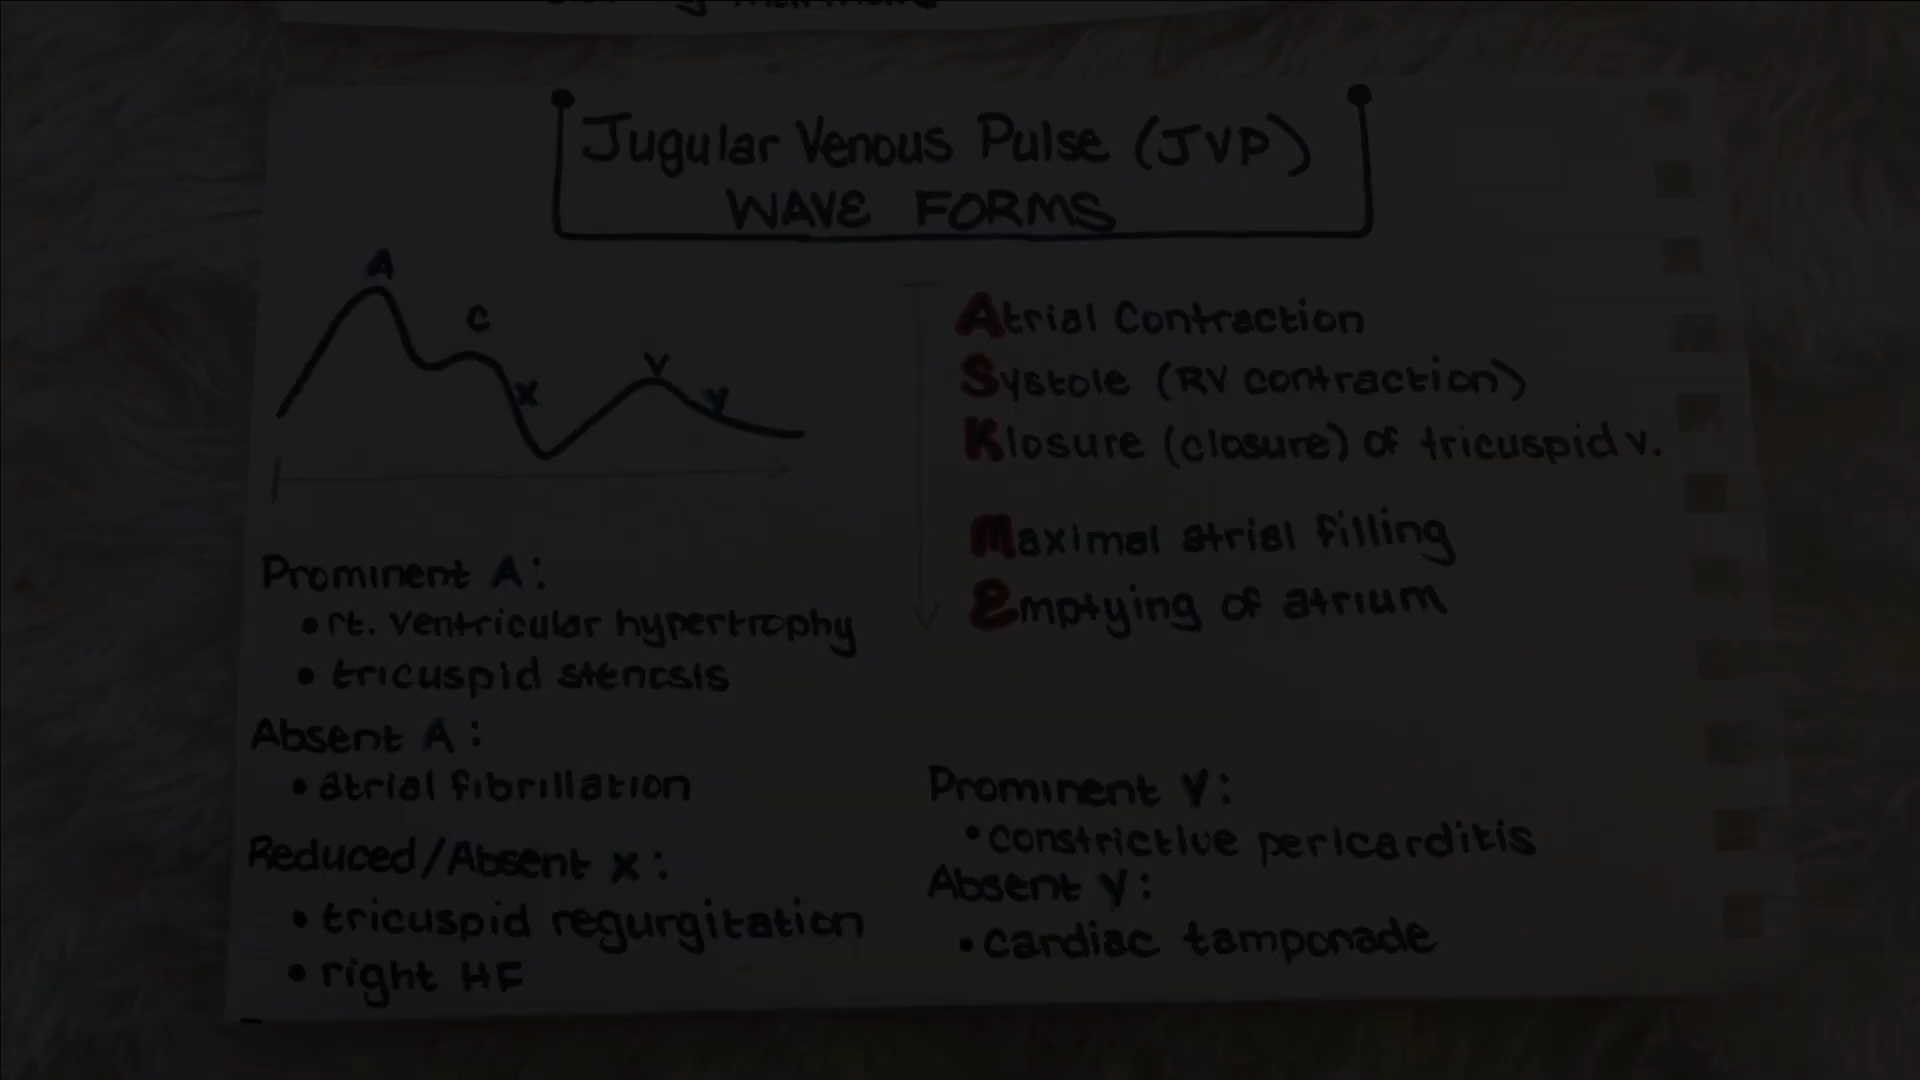 Jugular Venous Pulse (JVP)
WAVE FORMS
A
C
X
V
y
Atrial Contraction
Systole (RV contraction)
Klosure (closure) of tricuspid v.
Maximal atrial filling
Emptying of atrium
Prominent A:
• rt. ventricular hypertrophy
• tricuspid stenosis
Absent A:
• atrial fibrillation
Reduced/Absent x:
• tricuspid regurgitation
• right HF
Prominent Y:
• constrictive pericarditis
Absent y:
• cardiac tamponade